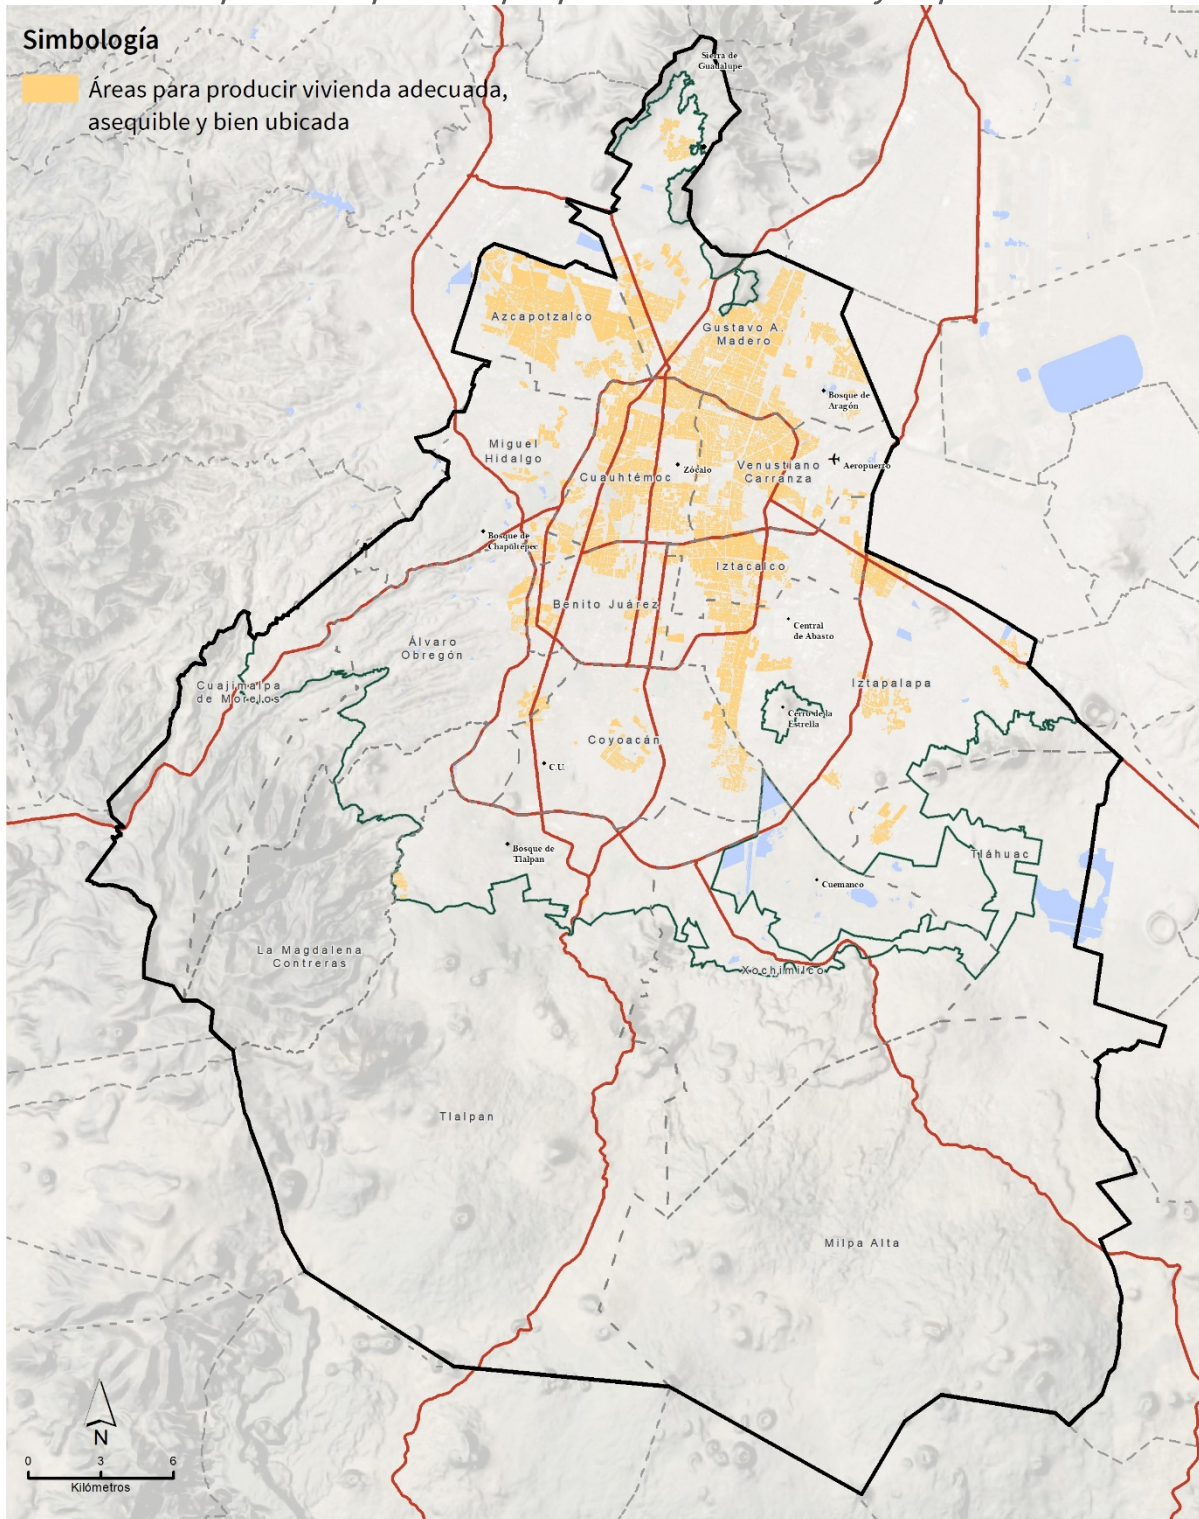 Simbología
Áreas para producir vivienda adecuada,
asequible y bien ubicada
Sierra de
Guadalupe
Azcapotzalco
Gustavo A.
Madero
Bosque de
Aragón
Miguel
Hidalgo
Cuauhtémoc
Zócalo
Venustiano
Carranza
Aeropuerto
Bosque de
Chapultepec
Iztacalco
Benito Juárez
Central
de Abasto
Álvaro
Obregón
Cuajimalpa
de Morelos
Iztapalapa
Cerro de la
Estrella
Coyoacán
C.U.
Bosque de
Tlalpan
Tláhuac
Cuemanco
La Magdalena
Contreras
Xochimilco
Tlalpan
Milpa Alta
N
0 3 6
Kilómetros